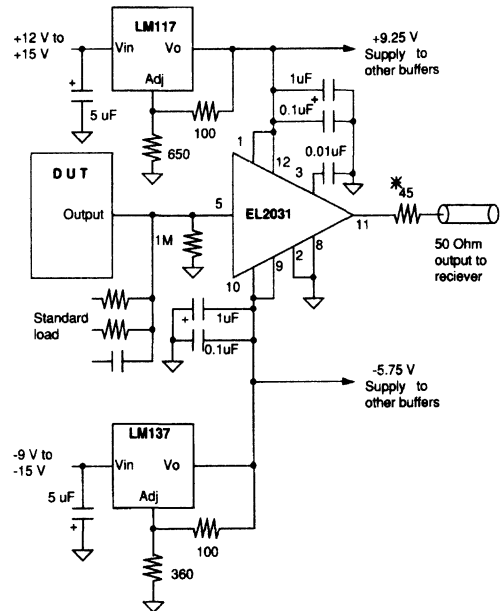 LM117
+12 V to
+15 V
Vin
Vo
Adj
5 uF
100
650
+9.25 V
Supply to
other buffers
1uF
+
0.1uF
0.01uF
+
1
12
3
DUT
Output
5
EL2031
1M
10
9
2
8
11
45
50 Ohm
output to
reciever
Standard
load
+
1uF
0.1uF
-5.75 V
Supply to
other buffers
LM137
-9 V to
-15 V
Vin
Vo
Adj
5 uF
+
100
360